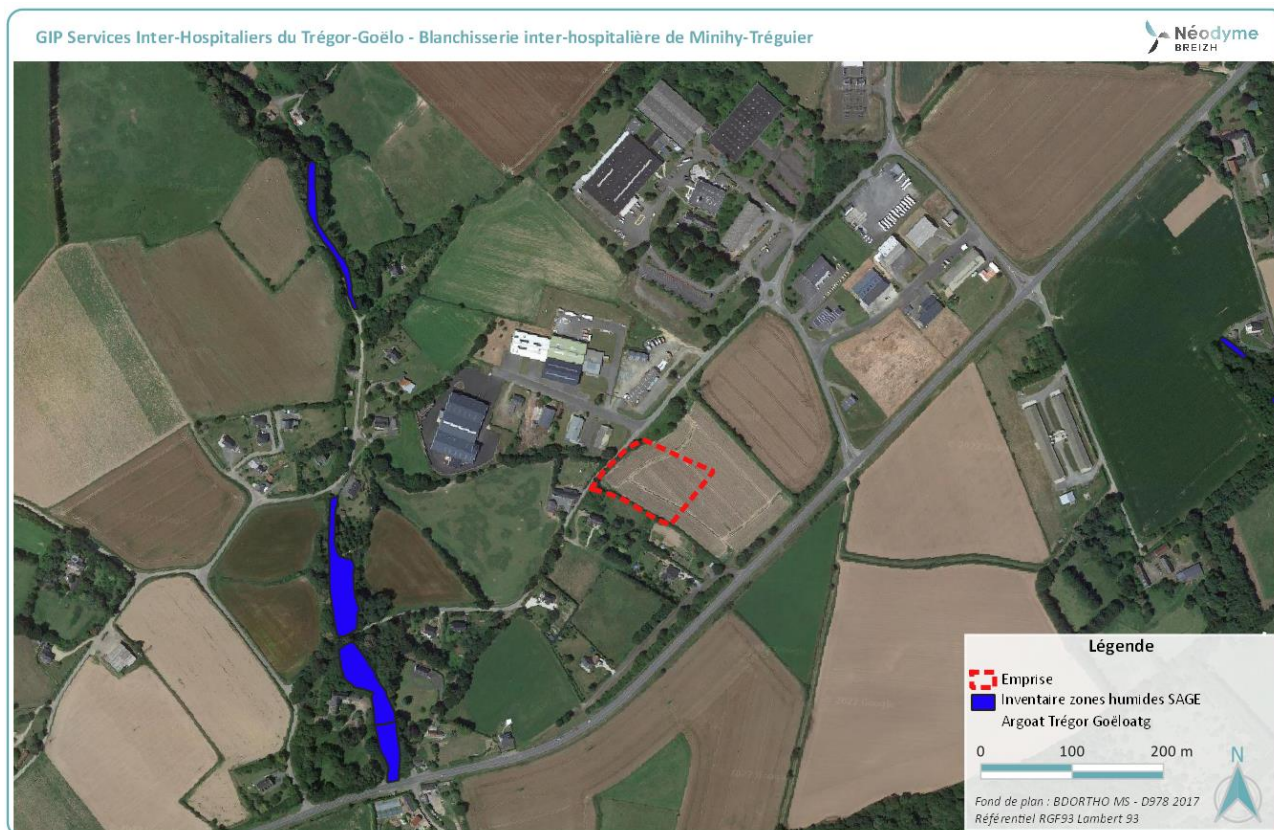 GIP Services Inter-Hospitaliers du Trégor-Goëlo - Blanchisserie inter-hospitalière de Minihy-Tréguier
Néodyme
BREIZH
Légende
Emprise
Inventaire zones humides SAGE
Argoat Trégor Goëloatg
0 100 200 m
N
Fond de plan : BDORTHO MS - D978 2017
Référentiel RGF93 Lambert 93